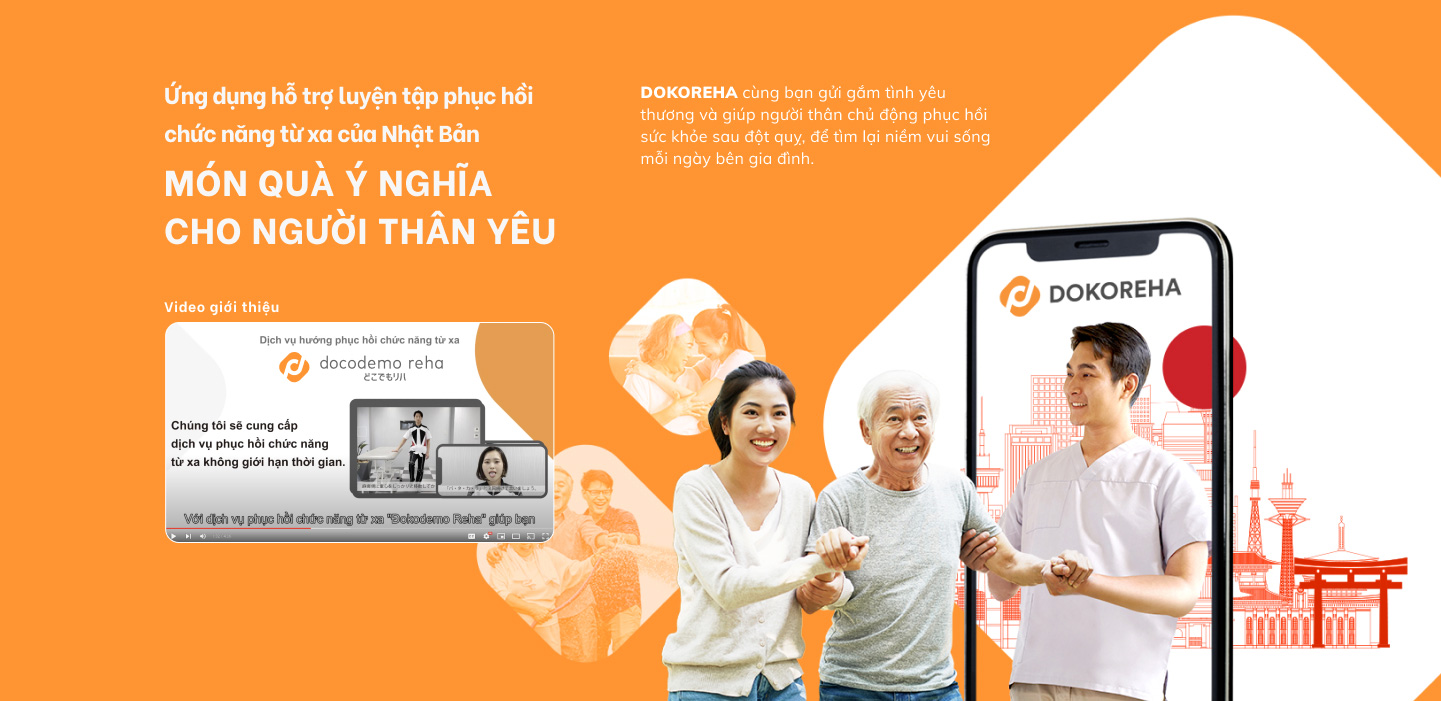 Ứng dụng hỗ trợ luyện tập phục hồi
chức năng từ xa của Nhật Bản
MÓN QUÀ Ý NGHĨA
CHO NGƯỜI THÂN YÊU
DOKOREHA cùng bạn gửi gắm tình yêu
thương và giúp người thân chủ động phục hồi
sức khỏe sau đột quỵ, để tìm lại niềm vui sống
mỗi ngày bên gia đình.
Video giới thiệu
Dịch vụ hướng phục hồi chức năng từ xa
docodemo reha
どこでもリハ
Chúng tôi sẽ cung cấp
dịch vụ phục hồi chức năng
từ xa không giới hạn thời gian.
Với dịch vụ phục hồi chức năng từ xa "Dokodemo Reha" giúp bạn
DOKOREHA